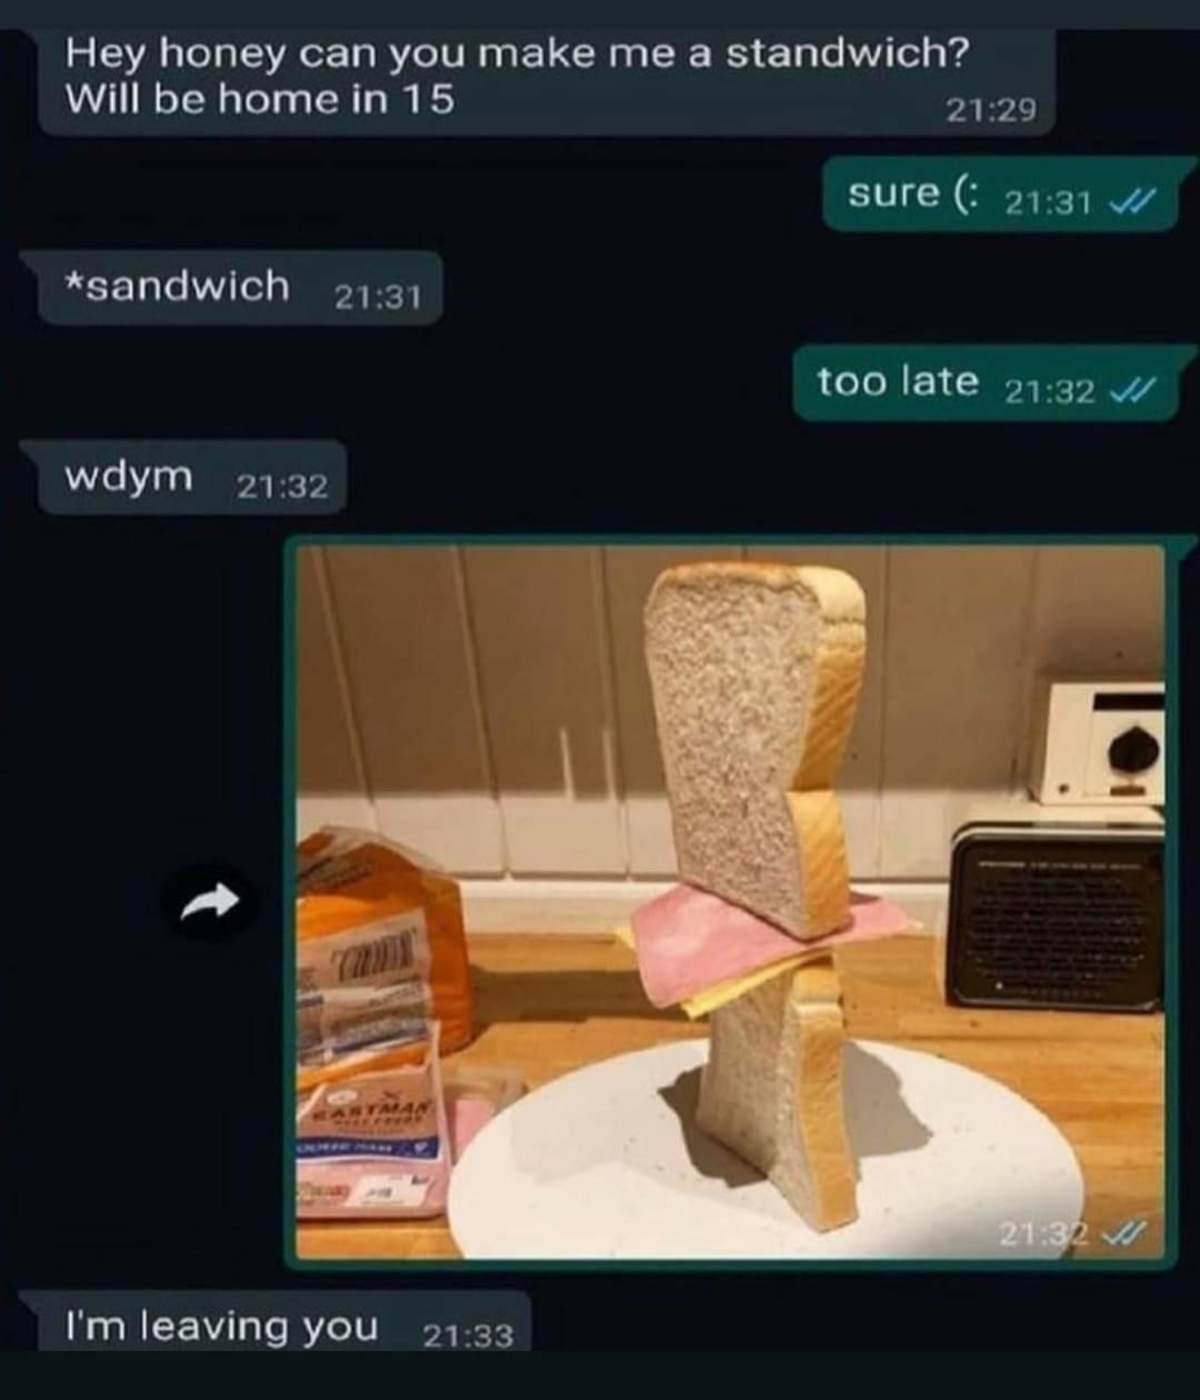 Hey honey can you make me a standwich?
Will be home in 15
21:29
sure (: 21:31
*sandwich 21:31
too late 21:32
wdym 21:32
EASTMAN
21:32
I'm leaving you 21:33